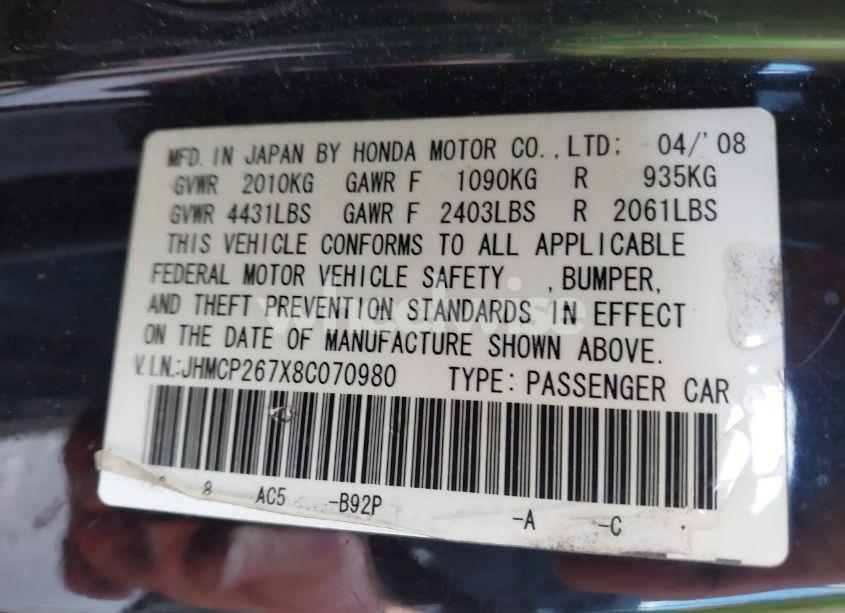 MFD. IN JAPAN BY HONDA MOTOR CO., LTD: 04/'08
GVWR 2010KG GAWR F 1090KG R 935KG
GVWR 4431LBS GAWR F 2403LBS R 2061LBS
THIS VEHICLE CONFORMS TO ALL APPLICABLE
FEDERAL MOTOR VEHICLE SAFETY , BUMPER,
AND THEFT PREVENTION STANDARDS IN EFFECT
ON THE DATE OF MANUFACTURE SHOWN ABOVE.
V.I.N.:JHMCP267X8C070980 TYPE: PASSENGER CAR
8 AC5 -B92P -A -C